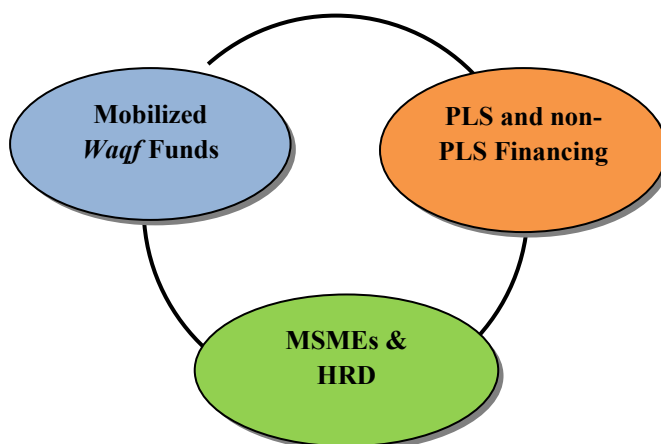 Mobilized
Waqf Funds
PLS and non-
PLS Financing
MSMEs &
HRD